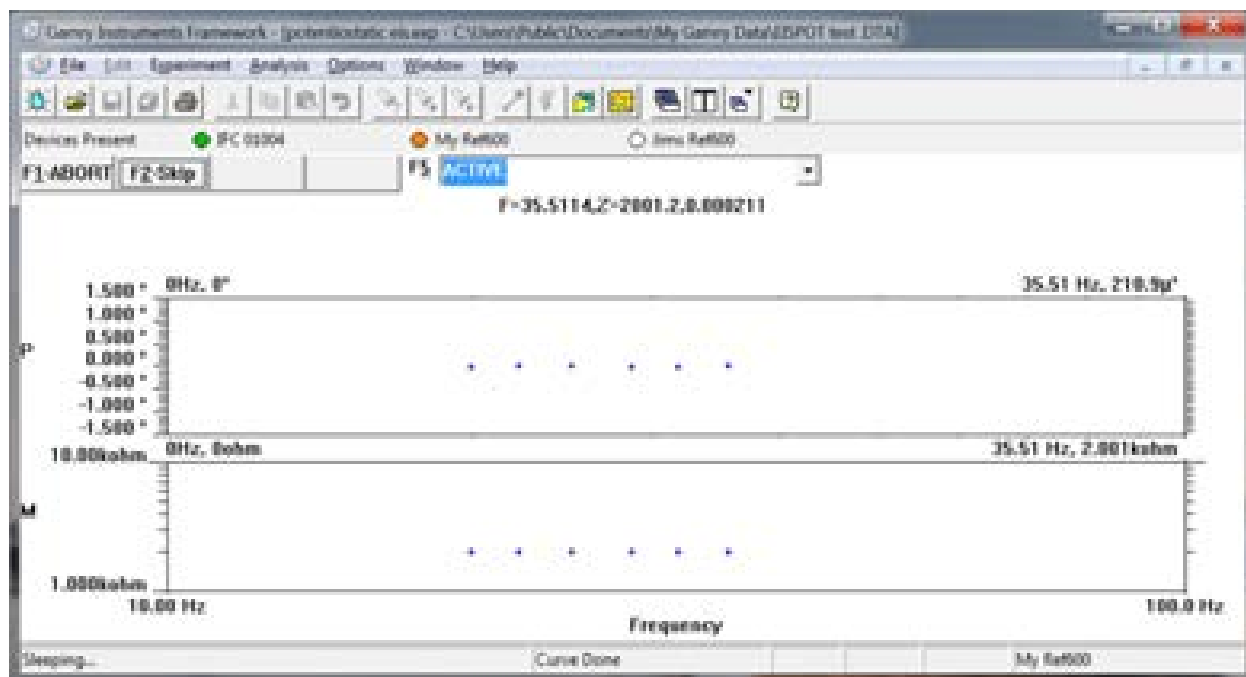 Gamry Instruments Framework - [potentiostatic eis.exp - C:\Users\Public\Documents\My Gamry Data\EISPOT test .DTA]
File Edit Experiment Analysis Options Window Help
Devices Present IFC 01004 My Ref600 Jims Ref600
F1-ABORT F2-Skip F5 ACTIVE
F=35.5114,Z=2001.2,0.000211
0Hz, 0° 35.51 Hz, 210.9µ°
1.500 °
1.000 °
0.500 °
P
0.000 °
-0.500 °
-1.000 °
-1.500 °
0Hz, 0ohm 35.51 Hz, 2.001kohm
10.00kohm
M
1.000kohm
10.00 Hz 100.0 Hz
Frequency
Sleeping... Curve Done My Ref600